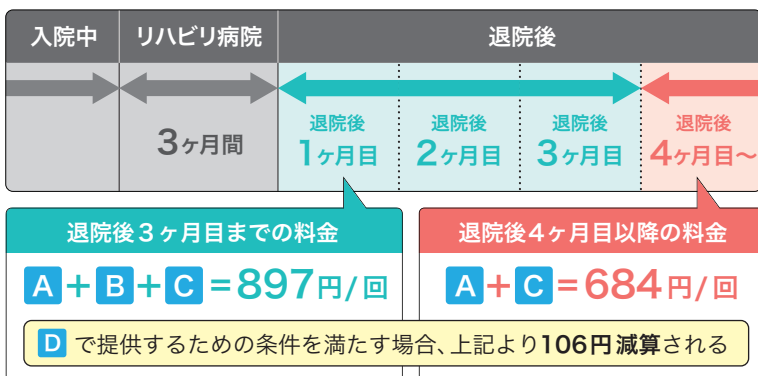 入院中 リハビリ病院 退院後
3ヶ月間
退院後 退院後 退院後 退院後
1ヶ月目 2ヶ月目 3ヶ月目 4ヶ月目〜
退院後3ヶ月目までの料金 退院後4ヶ月目以降の料金
A+B+C=897円/回 A+C=684円/回
D で提供するための条件を満たす場合、上記より106円減算される